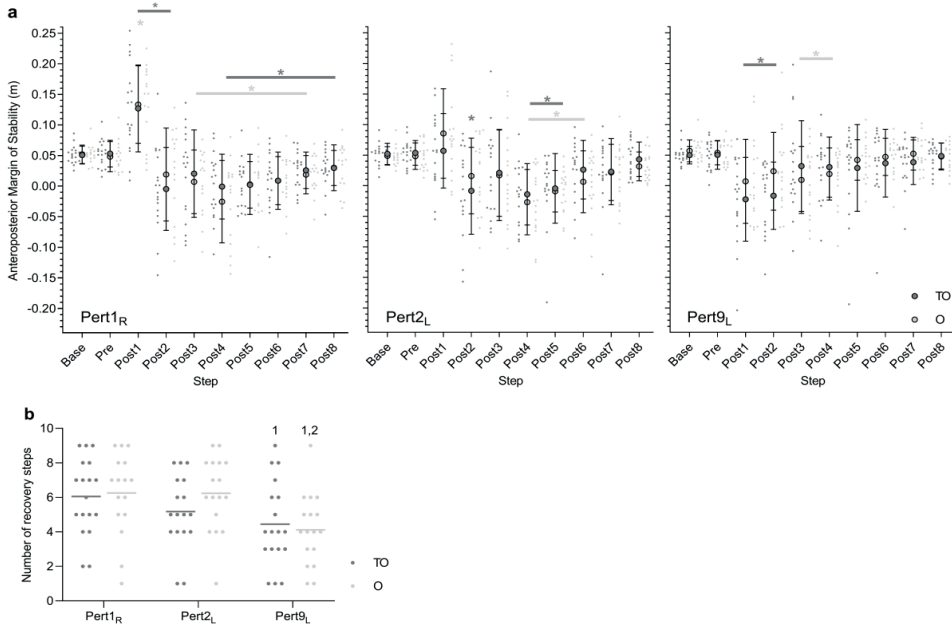 a
* * * * * * * * * *
Anteroposterior Margin of Stability (m)
0.25
0.20
0.15
0.10
0.05
0.00
-0.05
-0.10
-0.15
-0.20
Pert1R Pert2L Pert9L
TO
O
Base Pre Post1 Post2 Post3 Post4 Post5 Post6 Post7 Post8 Base Pre Post1 Post2 Post3 Post4 Post5 Post6 Post7 Post8 Base Pre Post1 Post2 Post3 Post4 Post5 Post6 Post7 Post8
Step Step Step
b
Number of recovery steps
10
8
6
4
2
0
1 1,2
TO
O
Pert1R Pert2L Pert9L